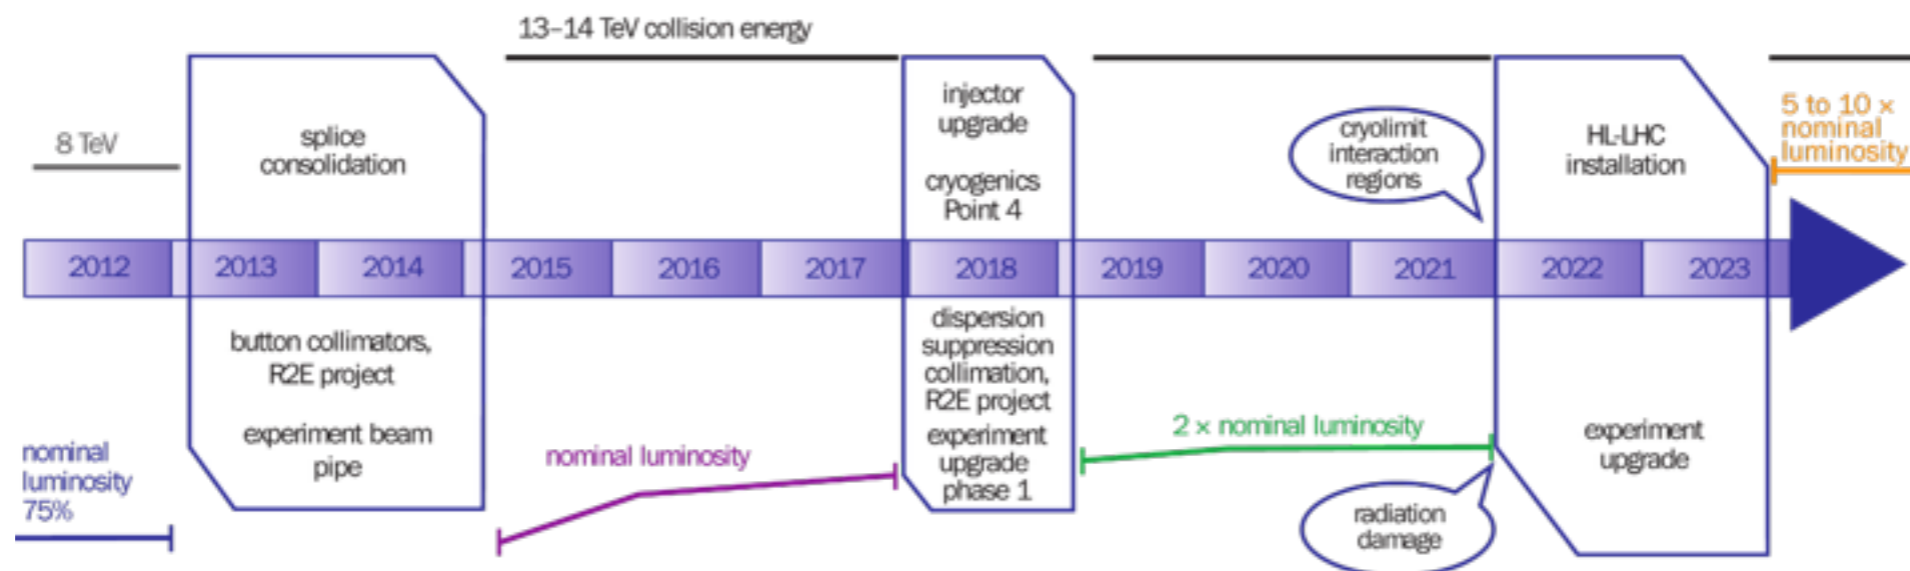 13–14 TeV collision energy
8 TeV
splice
consolidation
injector
upgrade
cryogenics
Point 4
cryolimit
interaction
regions
HL-LHC
installation
5 to 10 ×
nominal
luminosity
2012
2013
2014
2015
2016
2017
2018
2019
2020
2021
2022
2023
button collimators,
R2E project
experiment beam
pipe
nominal
luminosity
75%
nominal luminosity
dispersion
suppression
collimation,
R2E project
experiment
upgrade
phase 1
2 × nominal luminosity
radiation
damage
experiment
upgrade